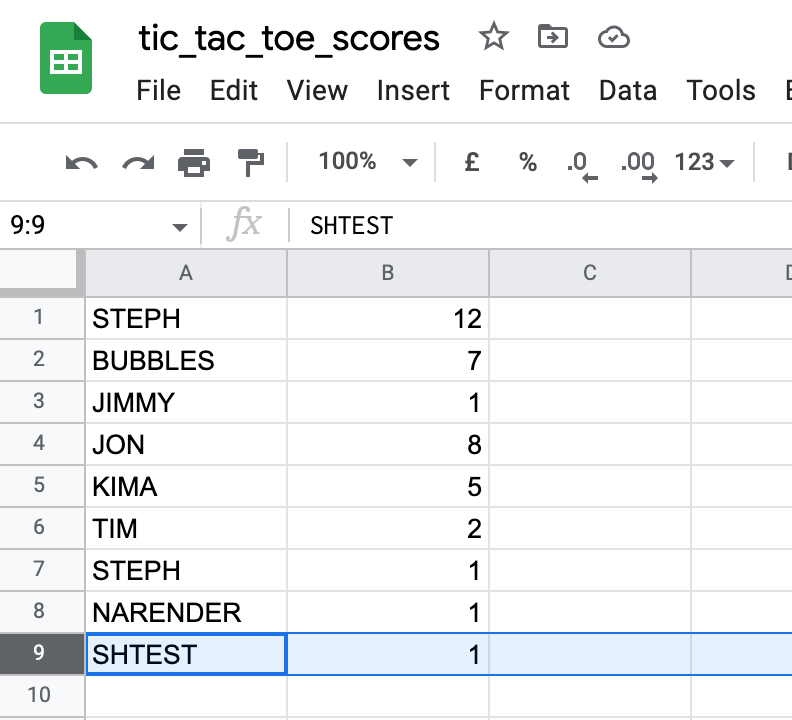 tic_tac_toe_scores
File Edit View Insert Format Data Tools
100% £ % .0 .00 123
9:9 fx SHTEST
A B C
1 STEPH 12
2 BUBBLES 7
3 JIMMY 1
4 JON 8
5 KIMA 5
6 TIM 2
7 STEPH 1
8 NARENDER 1
9 SHTEST 1
10